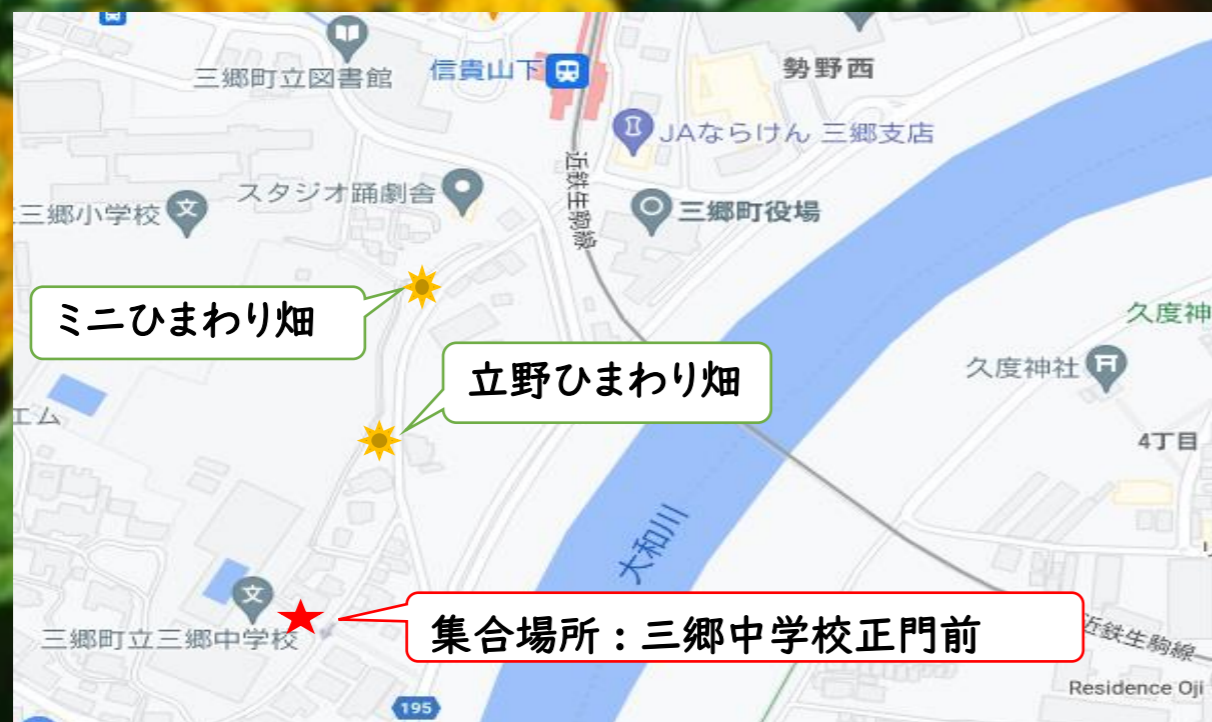 三郷町立図書館
信貴山下
勢野西
JAならけん 三郷支店
近鉄生駒線
スタジオ踊劇舎
三郷小学校
文
三郷町役場
ミニひまわり畑
久度神
立野ひまわり畑
久度神社
エム
4丁目
大和川
文
集合場所：三郷中学校正門前
三郷町立三郷中学校
近鉄生駒線
Residence Oji
195